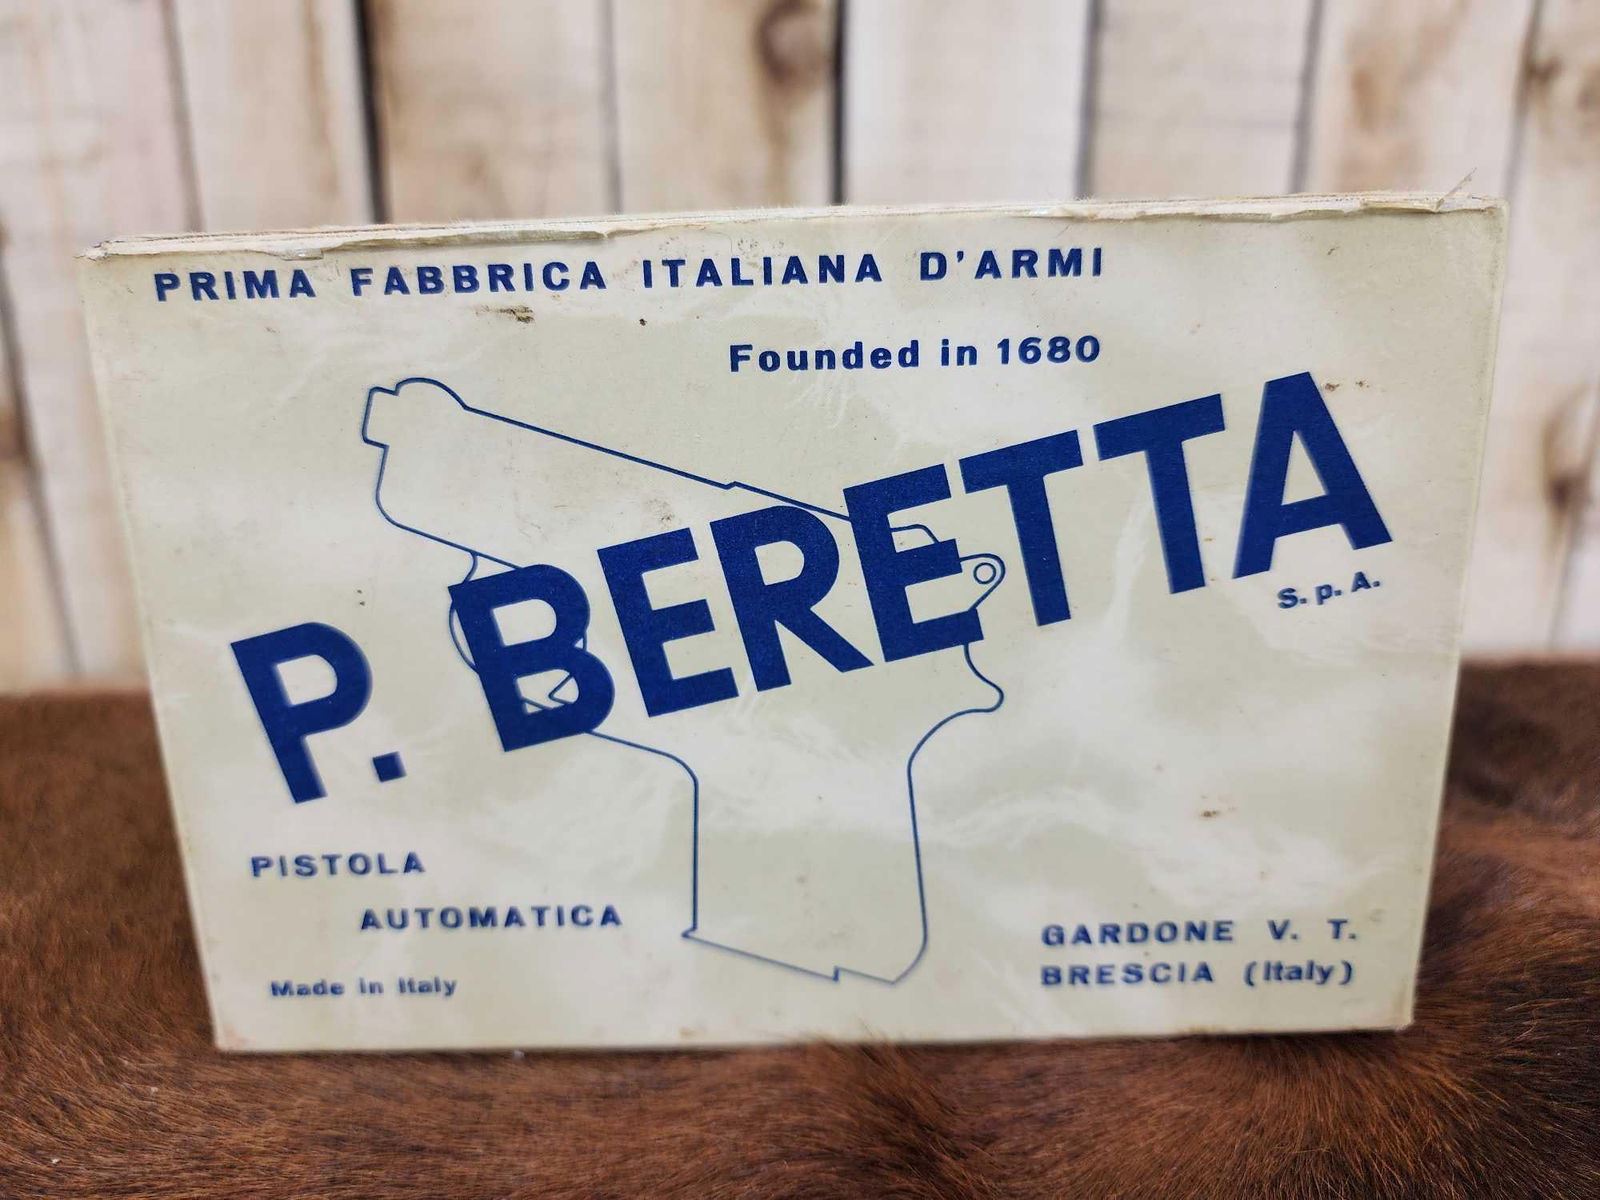 PRIMA FABBRICA ITALIANA D'ARMI
Founded in 1680
P. BERETTA
S. p. A.
PISTOLA
AUTOMATICA
Made in Italy
GARDONE V. T.
BRESCIA (Italy)